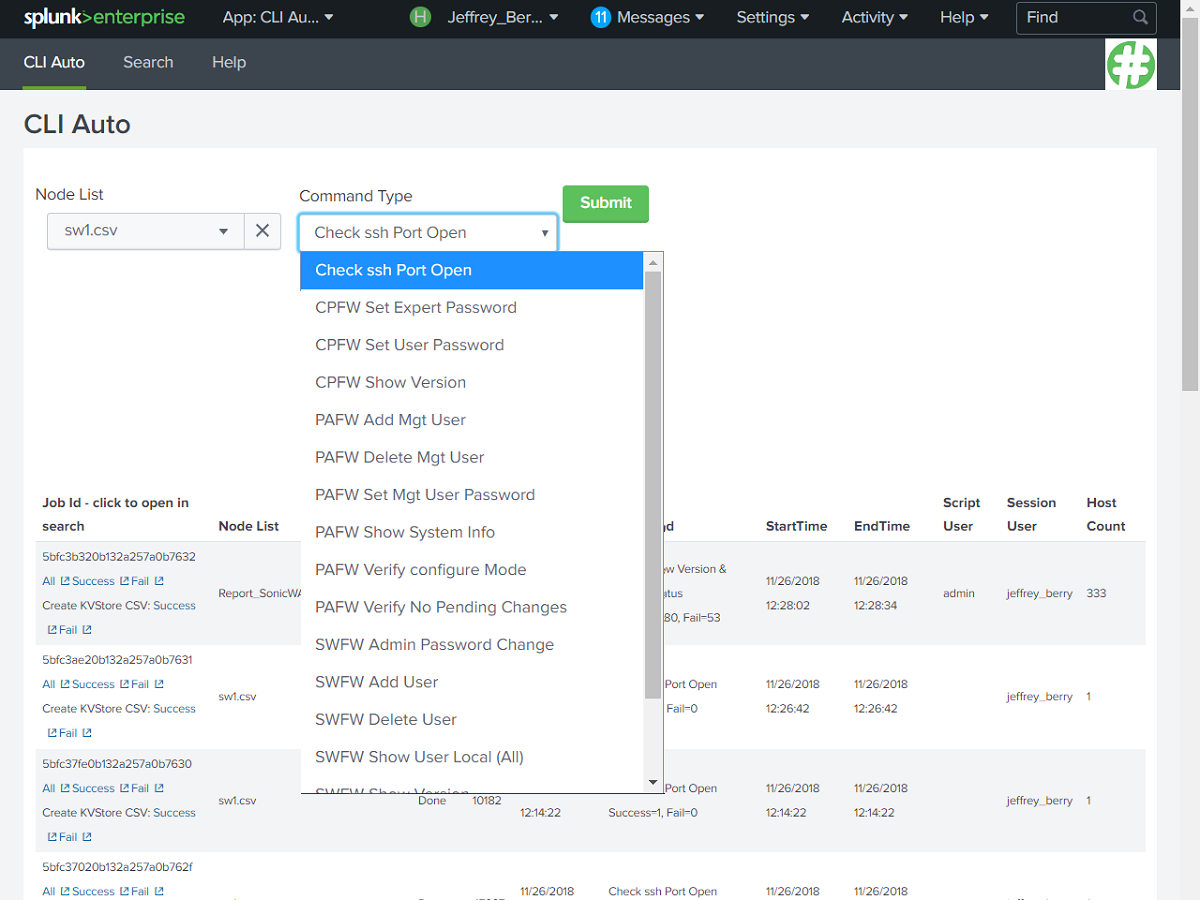 splunk>enterprise App: CLI Au... H Jeffrey_Ber... 11 Messages Settings Activity Help Find
CLI Auto Search Help
CLI Auto
Node List Command Type Submit
sw1.csv Check ssh Port Open
Check ssh Port Open
CPFW Set Expert Password
CPFW Set User Password
CPFW Show Version
PAFW Add Mgt User
PAFW Delete Mgt User
PAFW Set Mgt User Password
PAFW Show System Info
PAFW Verify configure Mode
PAFW Verify No Pending Changes
SWFW Admin Password Change
SWFW Add User
SWFW Delete User
SWFW Show User Local (All)
SWFW Show Version
Job Id - click to open in Script Session Host
search Node List StartTime EndTime User User Count
5bfc3b320b132a257a0b7632
Version &
All Success Fail 11/26/2018 11/26/2018
Report_SonicWA admin jeffrey_berry 333
Create KVStore CSV: Success 12:28:02 12:28:34
80, Fail=53
Fail
5bfc3ae20b132a257a0b7631
All Success Fail Port Open 11/26/2018 11/26/2018
sw1.csv jeffrey_berry 1
Create KVStore CSV: Success Fail=0 12:26:42 12:26:42
Fail
5bfc37fe0b132a257a0b7630
All Success Fail Port Open 11/26/2018 11/26/2018
sw1.csv Done 10182 jeffrey_berry 1
Create KVStore CSV: Success 12:14:22 Success=1, Fail=0 12:14:22 12:14:22
Fail
5bfc37020b132a257a0b762f
All Success Fail 11/26/2018 Check ssh Port Open 11/26/2018 11/26/2018